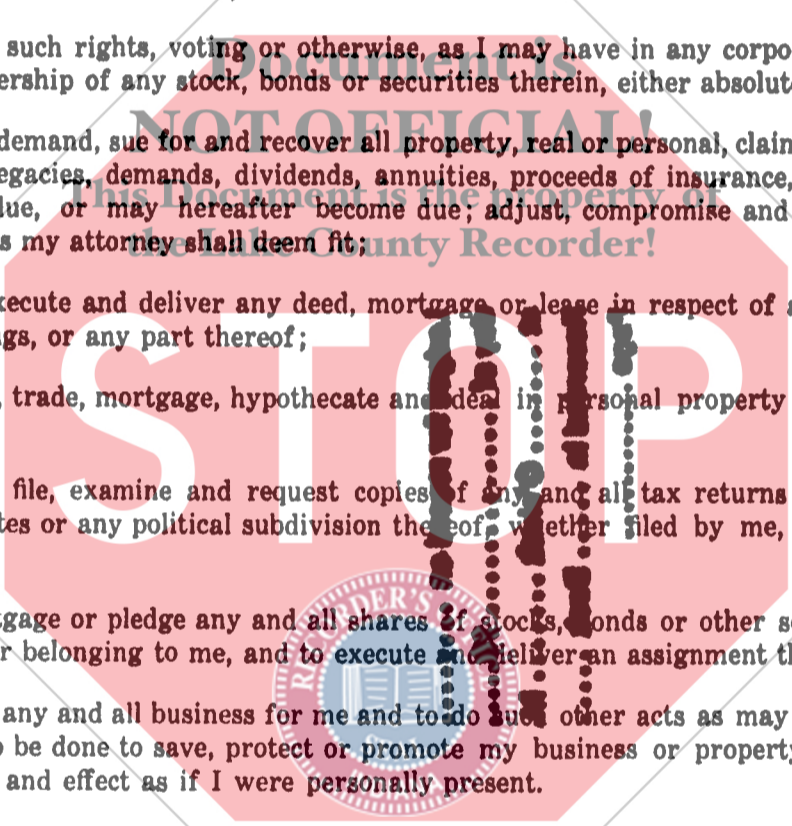 such rights, voting or otherwise, as I may have in any corpo
ership of any stock, bonds or securities therein, either absolut
demand, sue for and recover all property, real or personal, clain
egacies, demands, dividends, annuities, proceeds of insurance,
lue, or may hereafter become due; adjust, compromise and
s my attorney shall deem fit;
xecute and deliver any deed, mortgage or lease in respect of a
gs, or any part thereof;
, trade, mortgage, hypothecate and deal in personal property
file, examine and request copies of any and all tax returns
tes or any political subdivision thereof, whether filed by me,
tgage or pledge any and all shares of stocks, bonds or other s
r belonging to me, and to execute and deliver an assignment th
any and all business for me and to do such other acts as may
o be done to save, protect or promote my business or property
and effect as if I were personally present.
Document is
NOT OFFICIAL!
This Document is the property of
the Lake County Recorder!
STOP
RECORDER'S OFFICE
INDIANA